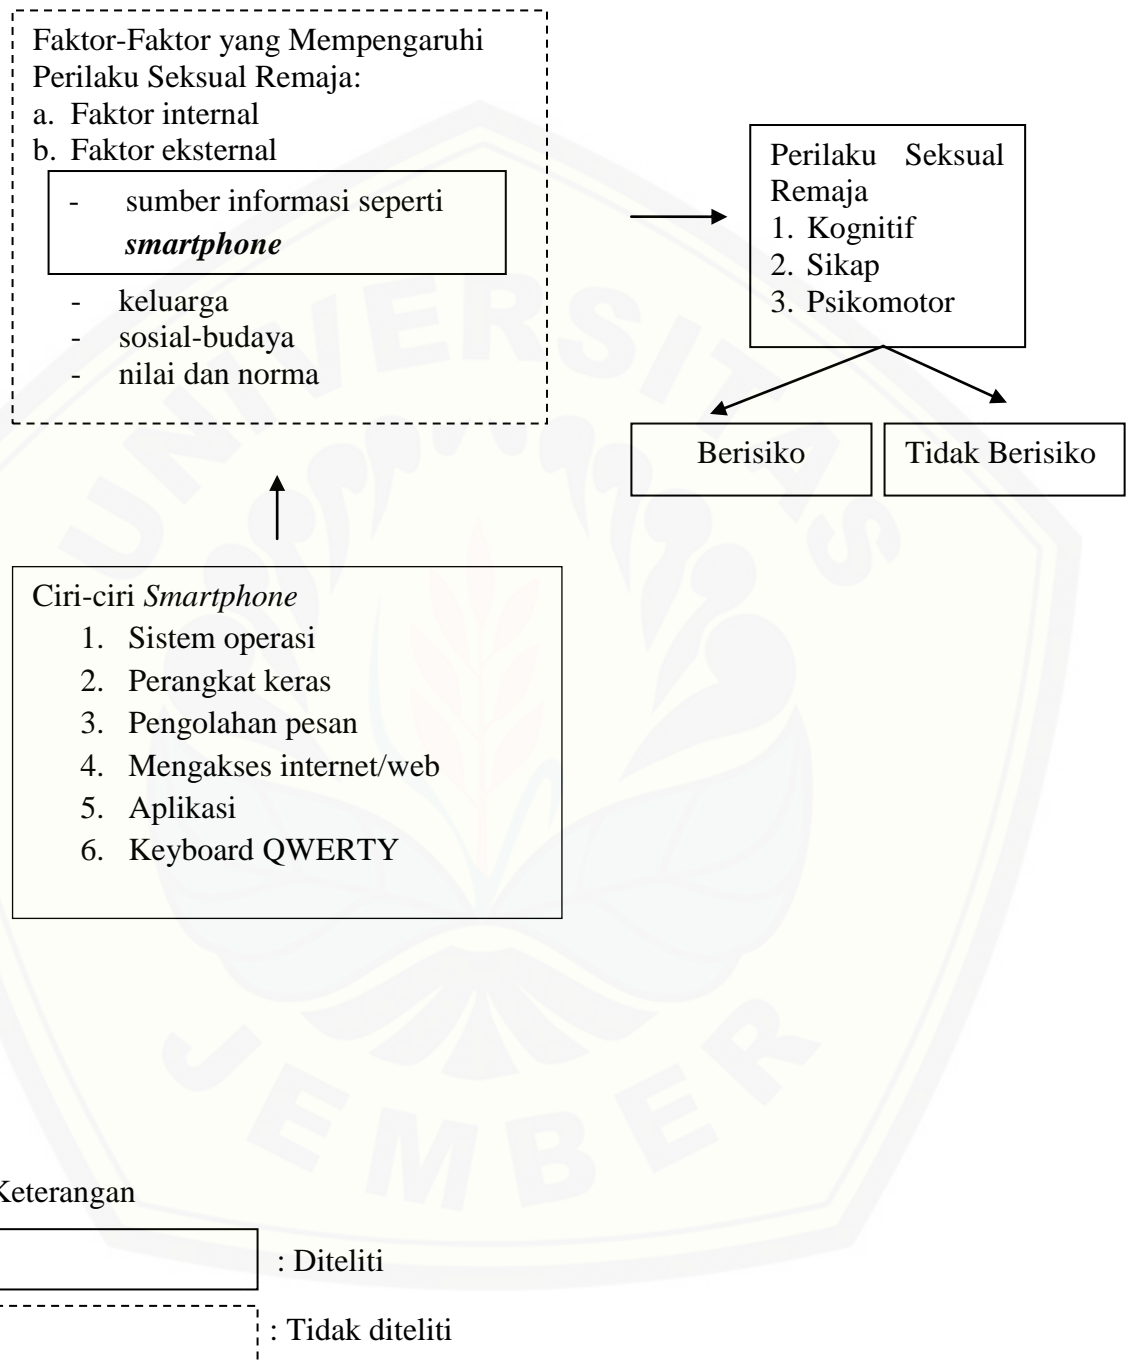 Faktor-Faktor yang Mempengaruhi
Perilaku Seksual Remaja:
a. Faktor internal
b. Faktor eksternal
- sumber informasi seperti
smartphone
- keluarga
- sosial-budaya
- nilai dan norma
Perilaku Seksual
Remaja
1. Kognitif
2. Sikap
3. Psikomotor
Berisiko
Tidak Berisiko
Ciri-ciri Smartphone
1. Sistem operasi
2. Perangkat keras
3. Pengolahan pesan
4. Mengakses internet/web
5. Aplikasi
6. Keyboard QWERTY
UNIVERSITAS
JEMBER
Keterangan
: Diteliti
: Tidak diteliti